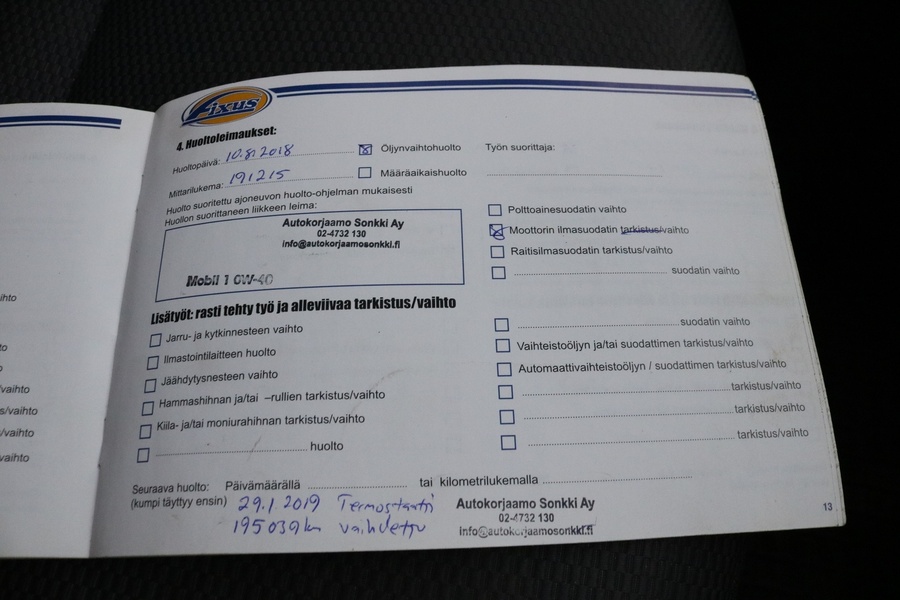 Fixus
4. Huoltoleimaukset:
Huoltopäivä: 10.8.2018
Öljynvaihtohuolto
Työn suorittaja:
Mittarilukema: 191215
Määräaikaishuolto
Huolto suoritettu ajoneuvon huolto-ohjelman mukaisesti
Huollon suorittaneen liikkeen leima:
Autokorjaamo Sonkki Ay
02-4732 130
info@autokorjaamosonkki.fi
Mobil 1 0W-40
Polttoainesuodatin vaihto
Moottorin ilmasuodatin tarkistus/vaihto
Raitisilmasuodatin tarkistus/vaihto
suodatin vaihto
Lisätyöt: rasti tehty työ ja alleviivaa tarkistus/vaihto
Jarru- ja kytkinnesteen vaihto
Ilmastointilaitteen huolto
Jäähdytysnesteen vaihto
Hammashihnan ja/tai –rullien tarkistus/vaihto
Kiila- ja/tai moniurahihnan tarkistus/vaihto
huolto
suodatin vaihto
Vaihteistoöljyn ja/tai suodattimen tarkistus/vaihto
Automaattivaihteistoöljyn / suodattimen tarkistus/vaihto
tarkistus/vaihto
tarkistus/vaihto
tarkistus/vaihto
Seuraava huolto: Päivämäärällä tai kilometrilukemalla
(kumpi täyttyy ensin)
29.1.2019 Termostaatti
195039km vaihdettu
Autokorjaamo Sonkki Ay
02-4732 130
info@autokorjaamosonkki.fi
13
ihto
to
/vaihto
s/vaihto
/vaihto
vaihto